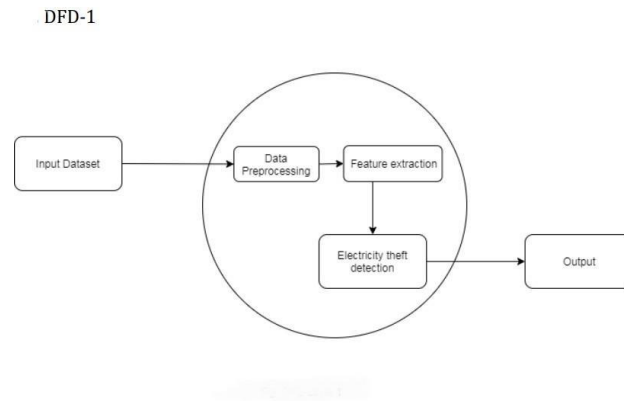 DFD-1
Input Dataset
Data
Preprocessing
Feature extraction
Electricity theft
detection
Output